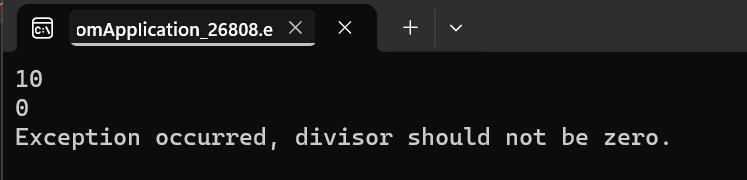 omApplication_26808.e
10
0
Exception occurred, divisor should not be zero.